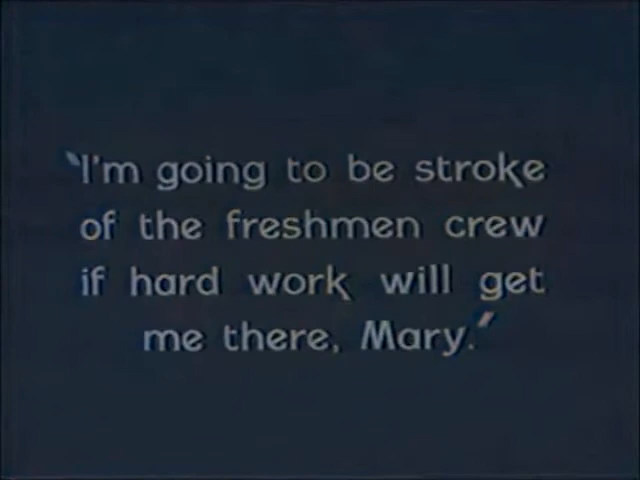 "I'm going to be stroke
of the freshmen crew
if hard work will get
me there, Mary."